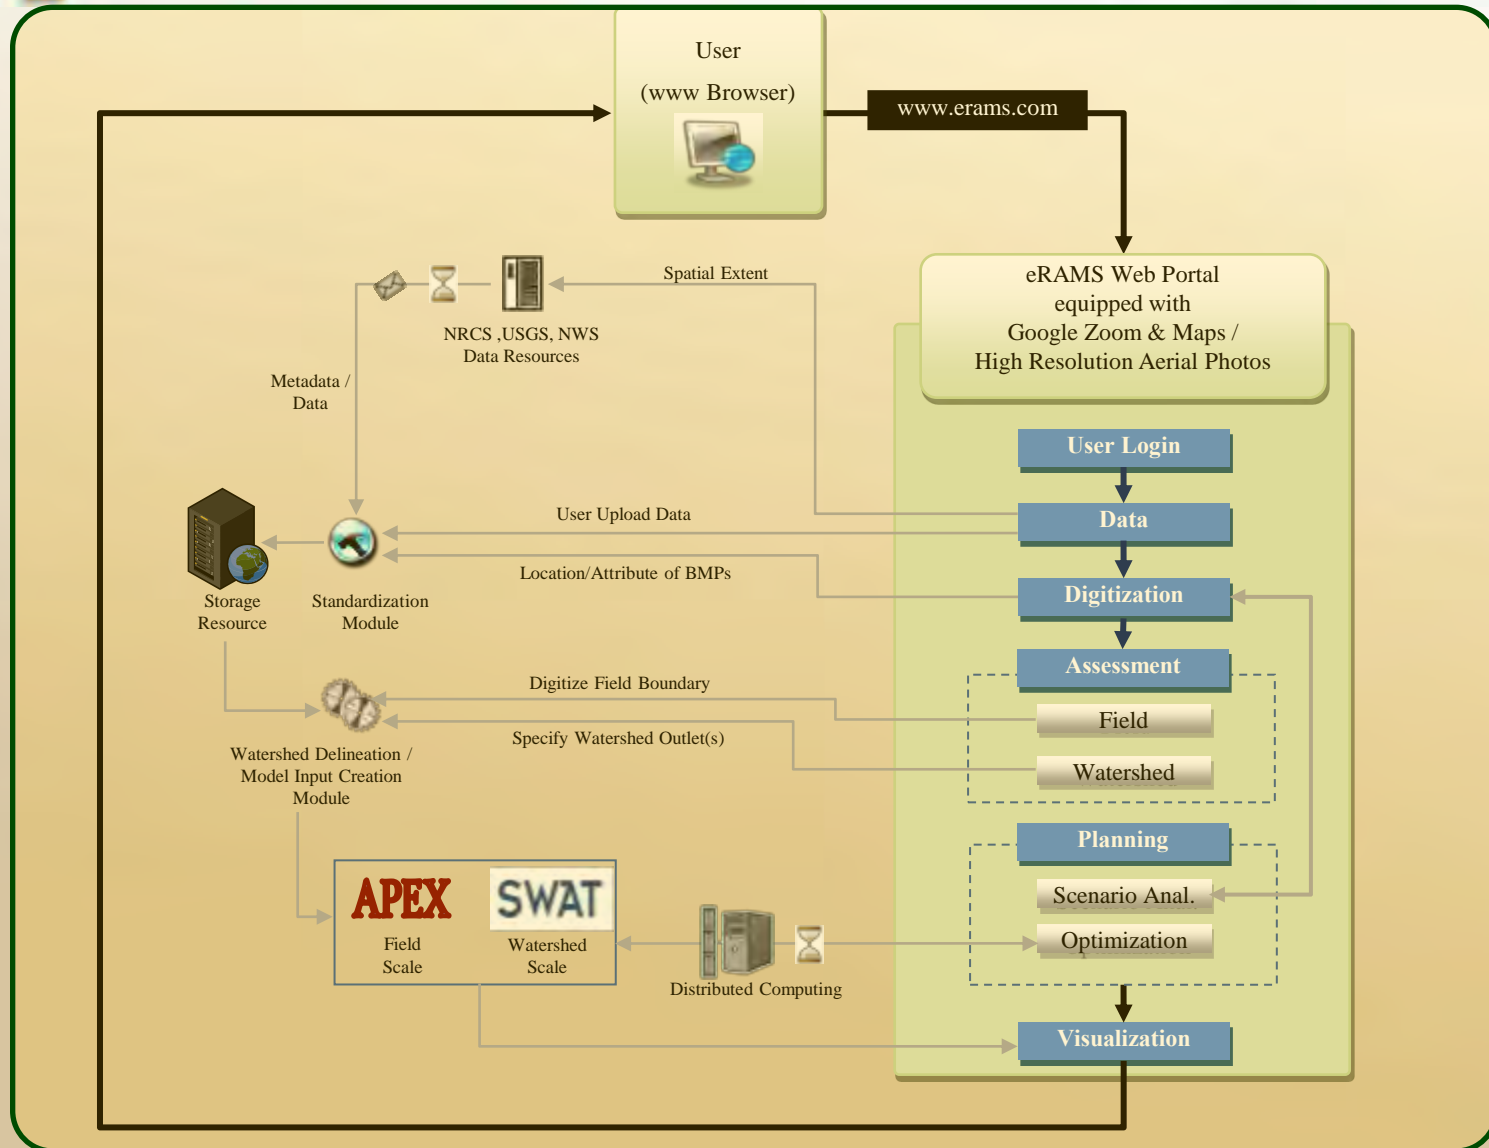 User
(www Browser)
www.erams.com
eRAMS Web Portal
equipped with
Google Zoom & Maps /
High Resolution Aerial Photos
Spatial Extent
NRCS ,USGS, NWS
Data Resources
Metadata /
Data
User Login
User Upload Data
Data
Location/Attribute of BMPs
Digitization
Storage
Resource
Standardization
Module
Assessment
Digitize Field Boundary
Field
Specify Watershed Outlet(s)
Watershed
Watershed Delineation /
Model Input Creation
Module
Planning
APEX
SWAT
Scenario Anal.
Field
Scale
Watershed
Scale
Optimization
Distributed Computing
Visualization